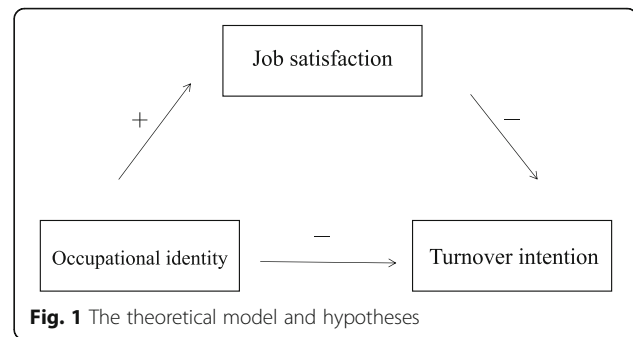 Job satisfaction
+
—
Occupational identity
—
Turnover intention
Fig. 1 The theoretical model and hypotheses